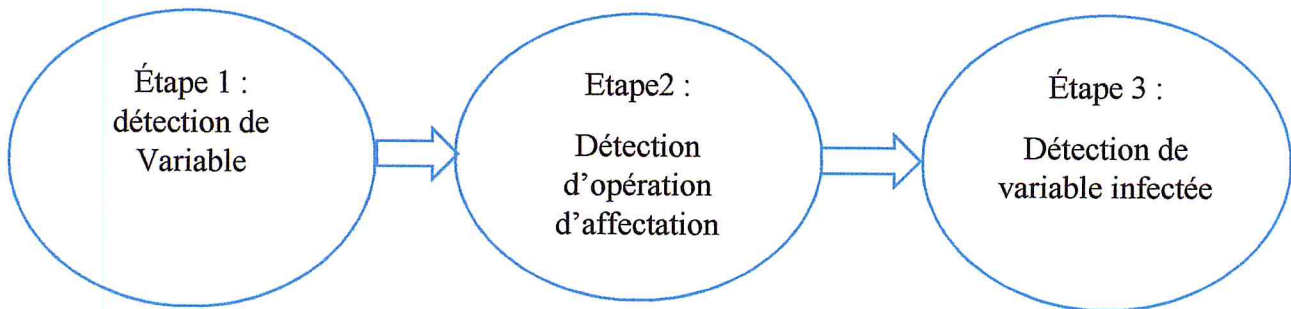 Étape 1 :
détection de
Variable
Etape2 :
Détection
d’opération
d’affectation
Étape 3 :
Détection de
variable infectée